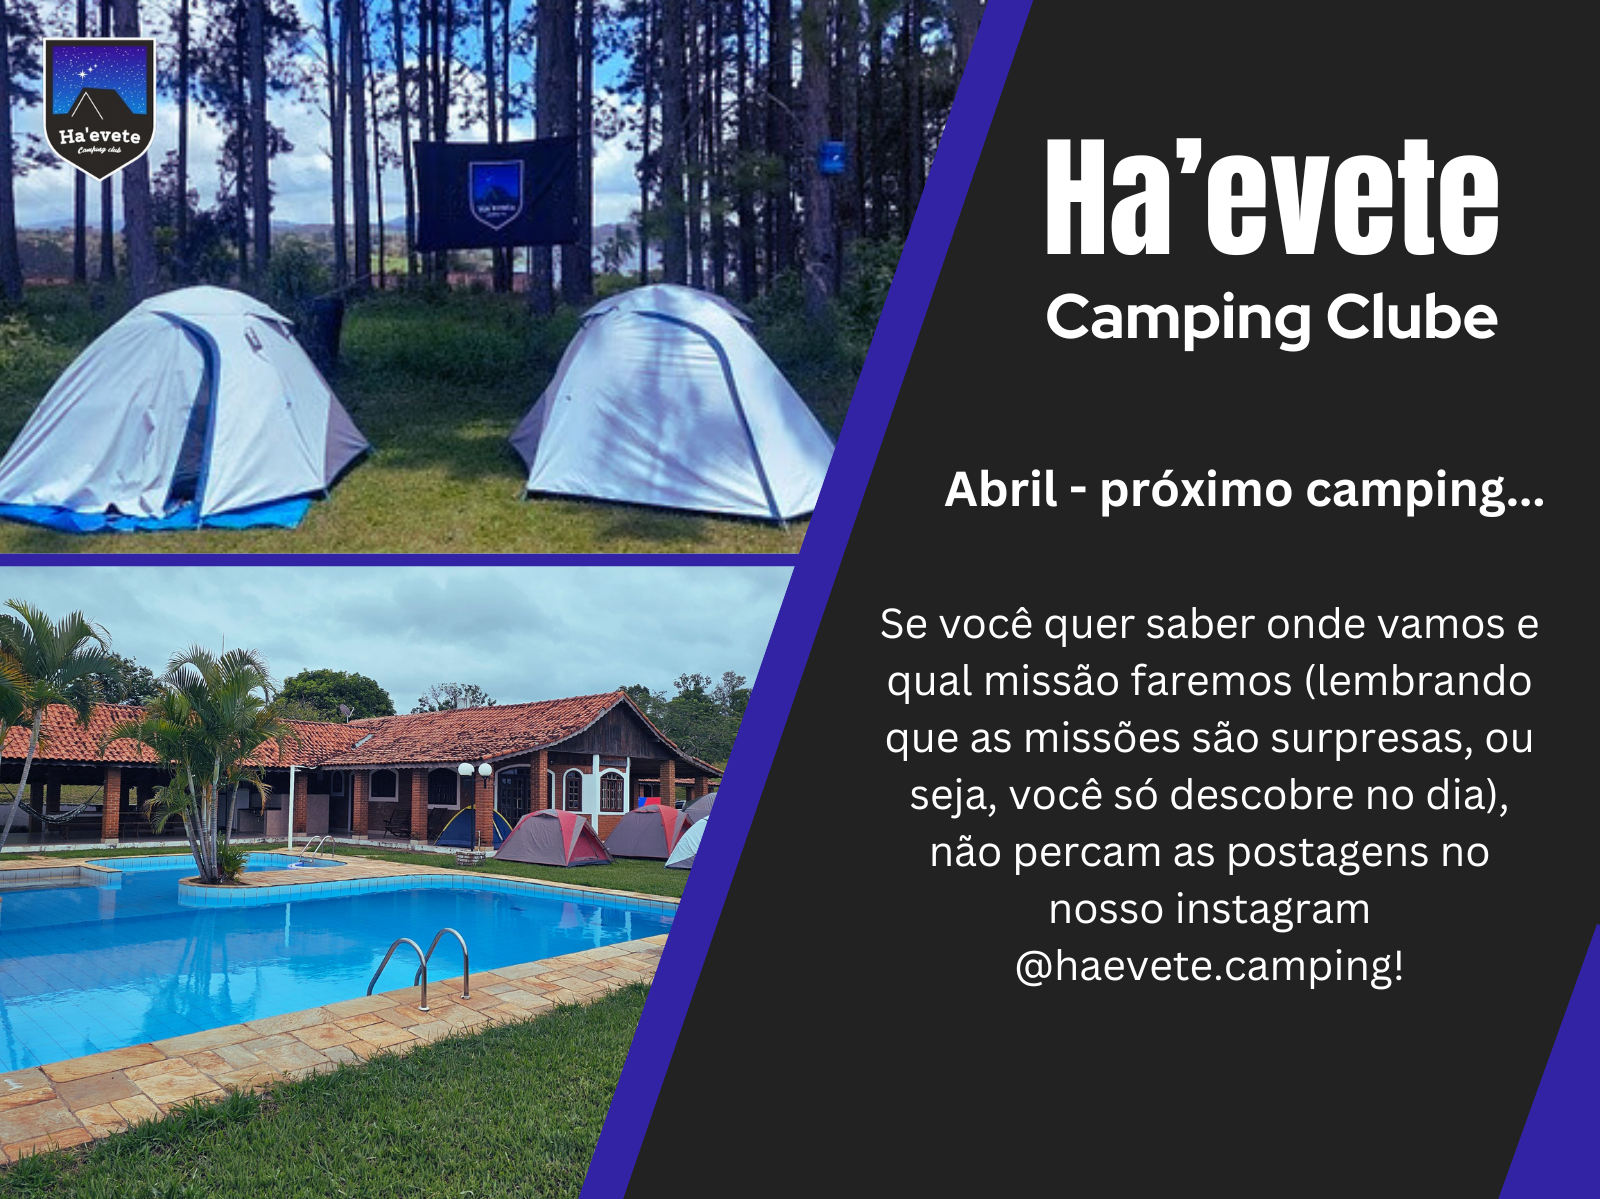 Ha'evete
Camping club
Ha'evete
Ha’evete
Camping Clube
Abril - próximo camping...
Se você quer saber onde vamos e
qual missão faremos (lembrando
que as missões são surpresas, ou
seja, você só descobre no dia),
não percam as postagens no
nosso instagram
@haevete.camping!